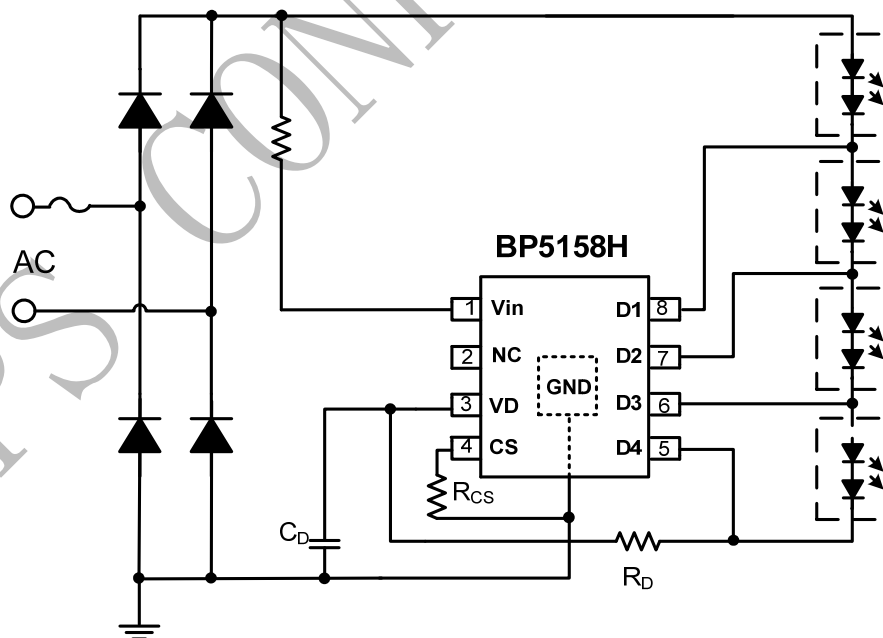 AC
BP5158H
1 Vin
2 NC
3 VD
4 CS
D1 8
D2 7
D3 6
D4 5
GND
RCS
CD
RD